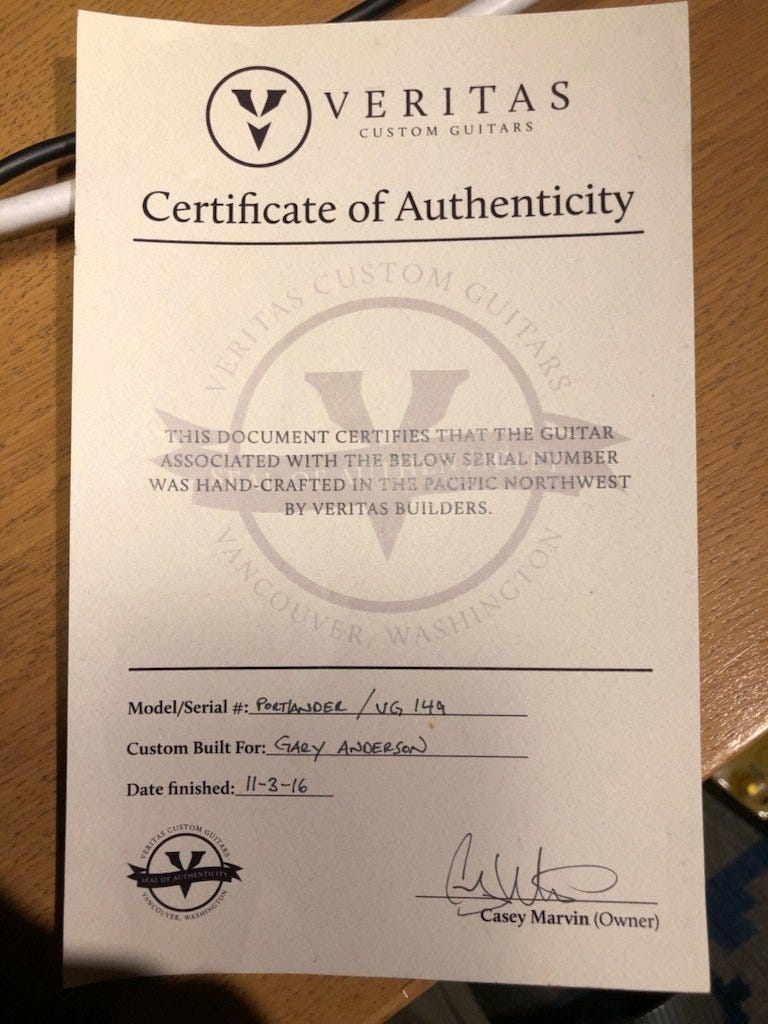 VERITAS
CUSTOM GUITARS
Certificate of Authenticity
VERITAS CUSTOM GUITARS
THIS DOCUMENT CERTIFIES THAT THE GUITAR
ASSOCIATED WITH THE BELOW SERIAL NUMBER
WAS HAND-CRAFTED IN THE PACIFIC NORTHWEST
BY VERITAS BUILDERS.
VANCOUVER, WASHINGTON
Model/Serial #: PORTLANDER / VG 149
Custom Built For: GARY ANDERSON
Date finished: 11-3-16
VERITAS CUSTOM GUITARS
SEAL OF AUTHENTICITY
VANCOUVER, WASHINGTON
Casey Marvin (Owner)